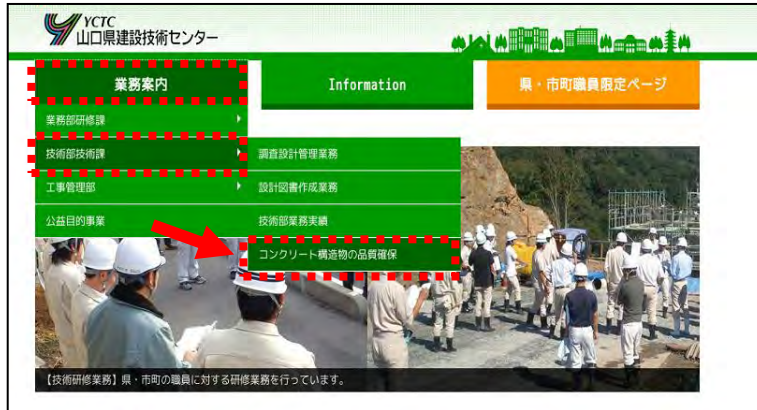 YCTC
山口県建設技術センター
業務案内
Information
県・市町職員限定ページ
業務部研修課
技術部技術課
調査設計管理業務
工事管理部
設計図書作成業務
公益目的事業
技術部業務実績
コンクリート構造物の品質確保
【技術研修業務】県・市町の職員に対する研修業務を行っています。